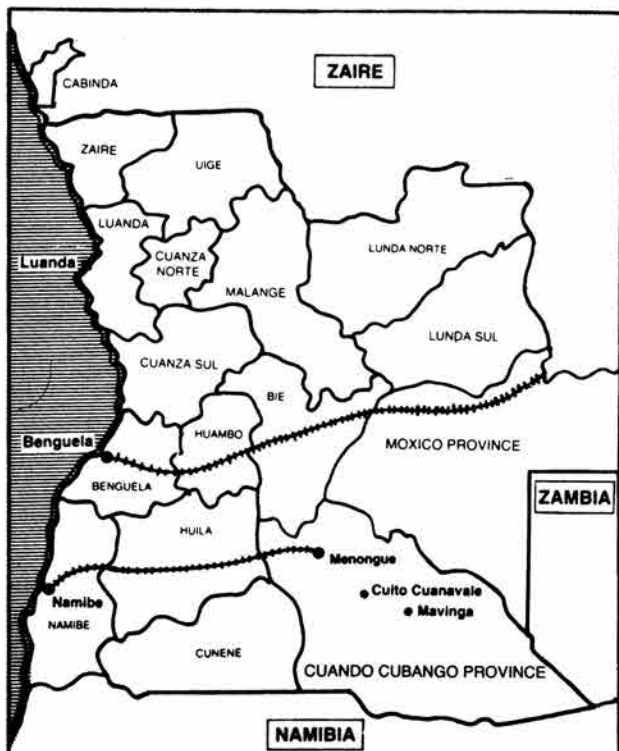 CABINDA
ZAIRE
ZAIRE
UIGE
LUANDA
Luanda
CUANZA
NORTE
MALANGE
LUNDA NORTE
LUNDA SUL
CUANZA SUL
BIE
HUAMBO
Benguela
BENGUELA
MOXICO PROVINCE
ZAMBIA
HUILA
Menongue
Cuito Cuanavale
Mavinga
Namibe
NAMIBE
CUNENE
CUANDO CUBANGO PROVINCE
NAMIBIA